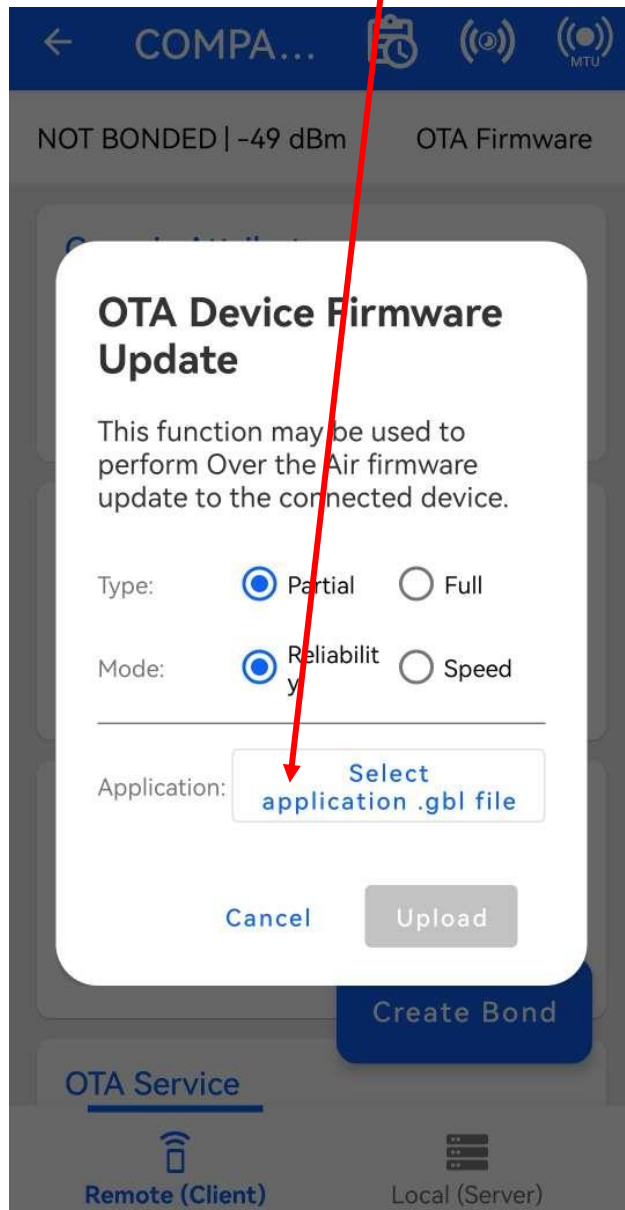 COMPA...
MTU
NOT BONDED | -49 dBm OTA Firmware
OTA Device Firmware
Update
This function may be used to
perform Over the Air firmware
update to the connected device.
Type: Partial Full
Mode: Reliabilit
y Speed
Application: Select
application .gbl file
Cancel Upload
Create Bond
OTA Service
Remote (Client) Local (Server)